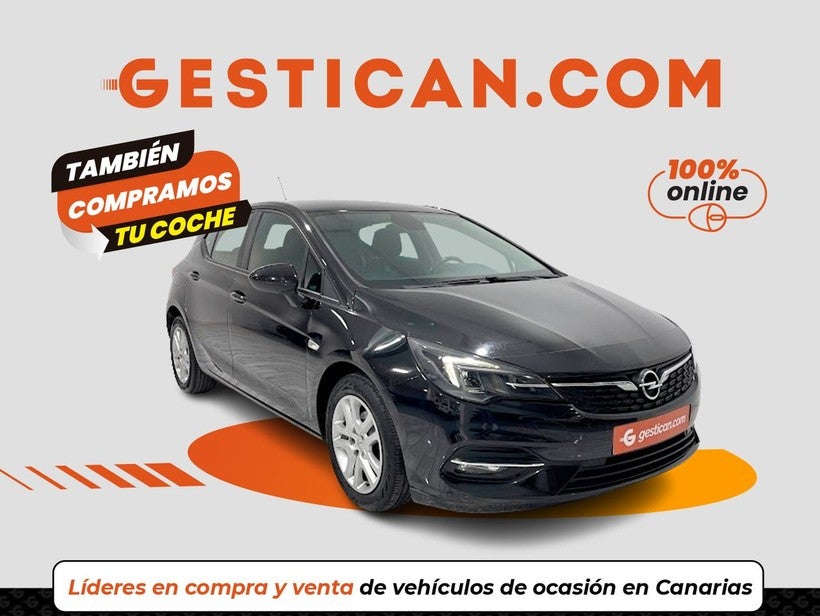 GESTICAN.COM
TAMBIÉN
COMPRAMOS
TU COCHE
100%
online
gestican.com
Líderes en compra y venta de vehículos de ocasión en Canarias